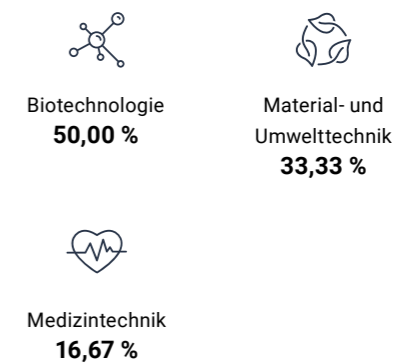 Biotechnologie
50,00 %
Material- und
Umwelttechnik
33,33 %
Medizintechnik
16,67 %